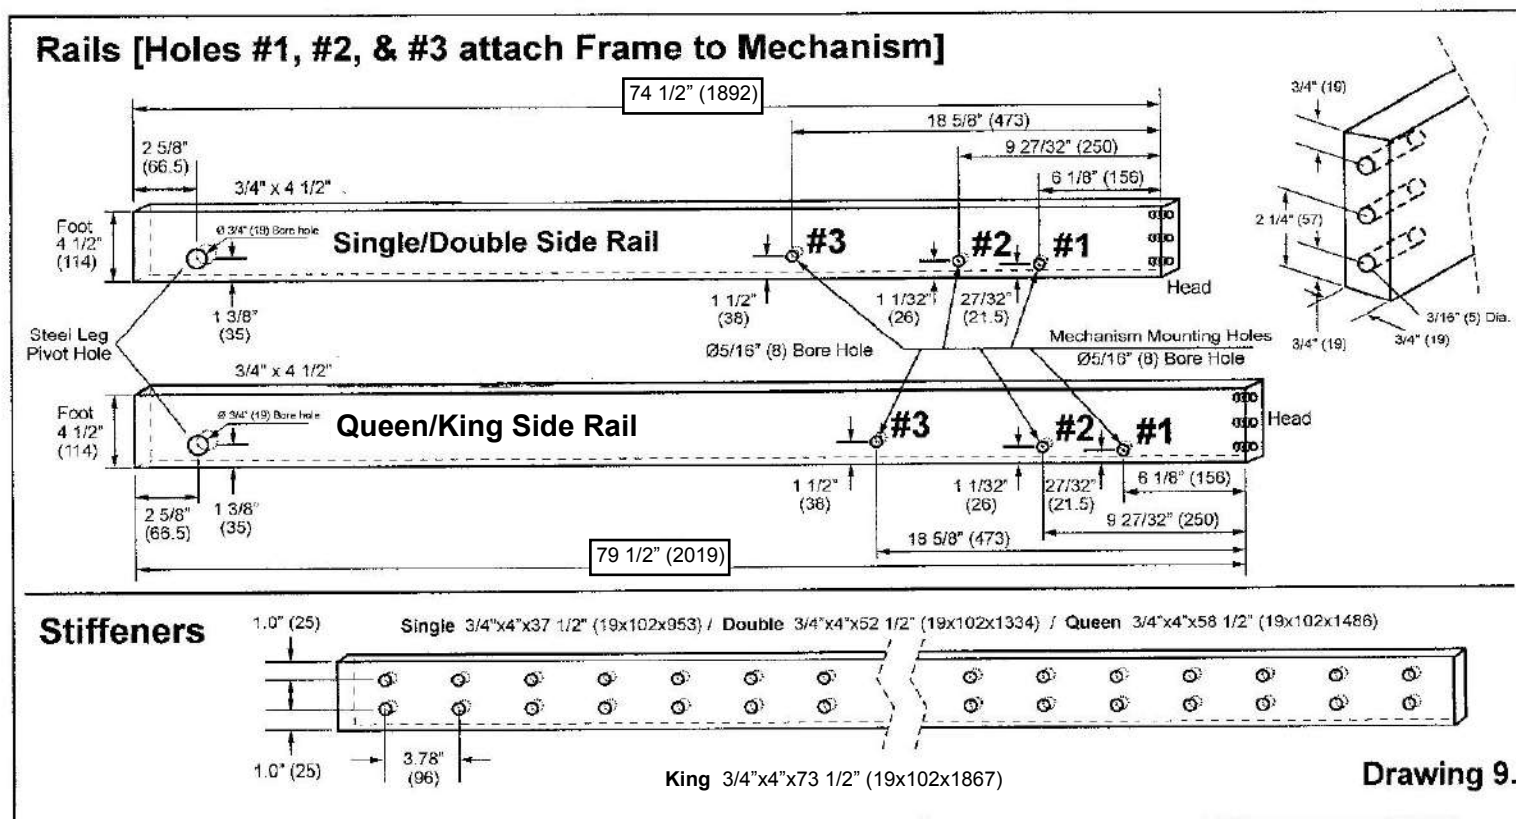 Rails [Holes #1, #2, & #3 attach Frame to Mechanism]
74 1/2" (1892)
18 5/8" (473)
9 27/32" (250)
6 1/8" (156)
2 5/8"
(66.5)
3/4" x 4 1/2"
Foot
4 1/2"
(114)
Ø 3/4" (19) Bore hole
Single/Double Side Rail
#3
#2
#1
Head
1 3/8"
(35)
1 1/2"
(38)
1 1/32"
(26)
27/32"
(21.5)
3/4" (19)
2 1/4" (57)
3/16" (5) Dia.
3/4" (19)
3/4" (19)
Steel Leg
Pivot Hole
Ø5/16" (8) Bore Hole
Mechanism Mounting Holes
Ø5/16" (8) Bore Hole
3/4" x 4 1/2"
Foot
4 1/2"
(114)
Ø 3/4" (19) Bore hole
Queen/King Side Rail
#3
#2
#1
Head
2 5/8"
(66.5)
1 3/8"
(35)
1 1/2"
(38)
1 1/32"
(26)
27/32"
(21.5)
6 1/8" (156)
9 27/32" (250)
18 5/8" (473)
79 1/2" (2019)
Stiffeners
1.0" (25)
Single 3/4"x4"x37 1/2" (19x102x953) / Double 3/4"x4"x52 1/2" (19x102x1334) / Queen 3/4"x4"x58 1/2" (19x102x1486)
1.0" (25)
3.78"
(96)
King 3/4"x4"x73 1/2" (19x102x1867)
Drawing 9.